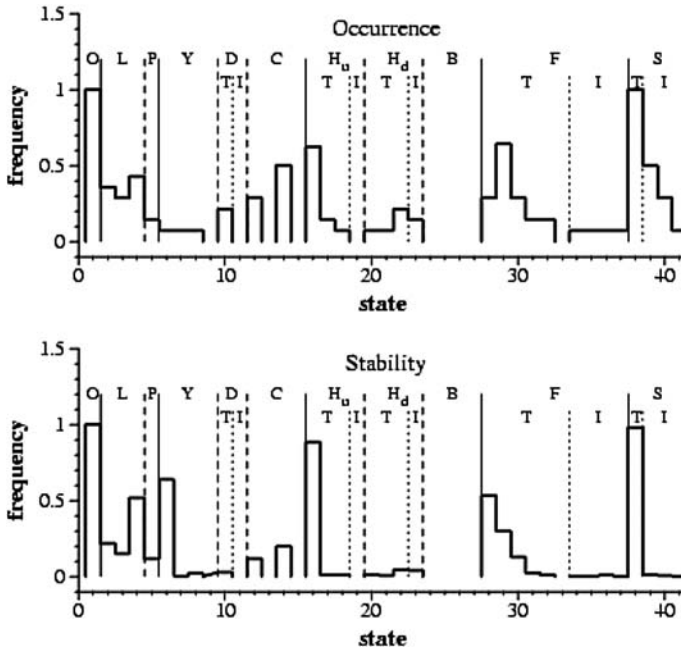 1.5
Occurrence
O L P Y D C Hu Hd B F S
T I T I T I T I T I
1
frequency
0.5
0
0 10 20 30 40
state
1.5
Stability
O L P Y D C Hu Hd B F S
T I T I T I T I T I
1
frequency
0.5
0
0 10 20 30 40
state